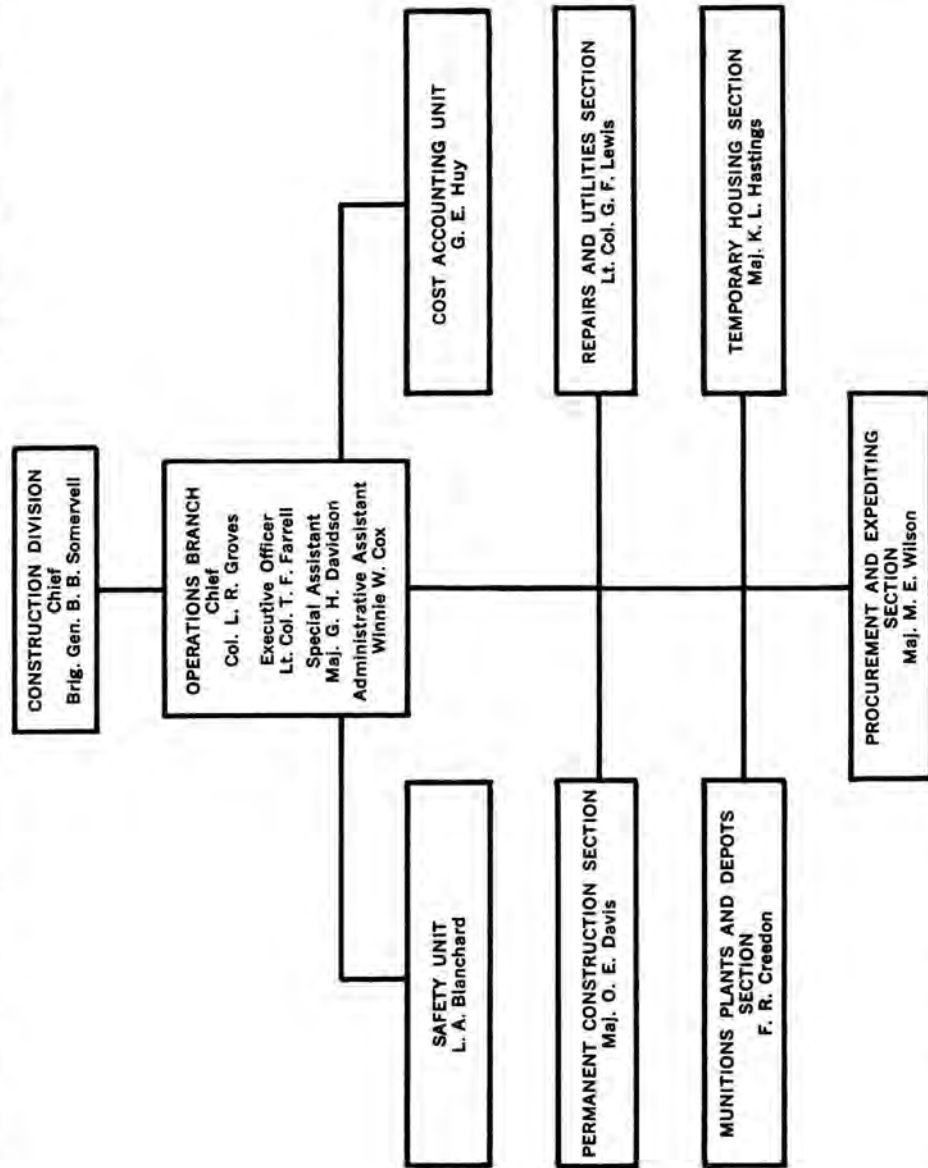 CONSTRUCTION DIVISION
Chief
Brig. Gen. B. B. Somervell
OPERATIONS BRANCH
Chief
Col. L. R. Groves
Executive Officer
Lt. Col. T. F. Farrell
Special Assistant
Maj. G. H. Davidson
Administrative Assistant
Winnie W. Cox
SAFETY UNIT
L. A. Blanchard
COST ACCOUNTING UNIT
G. E. Huy
PERMANENT CONSTRUCTION SECTION
Maj. O. E. Davis
REPAIRS AND UTILITIES SECTION
Lt. Col. G. F. Lewis
MUNITIONS PLANTS AND DEPOTS
SECTION
F. R. Creedon
TEMPORARY HOUSING SECTION
Maj. K. L. Hastings
PROCUREMENT AND EXPEDITING
SECTION
Maj. M. E. Wilson